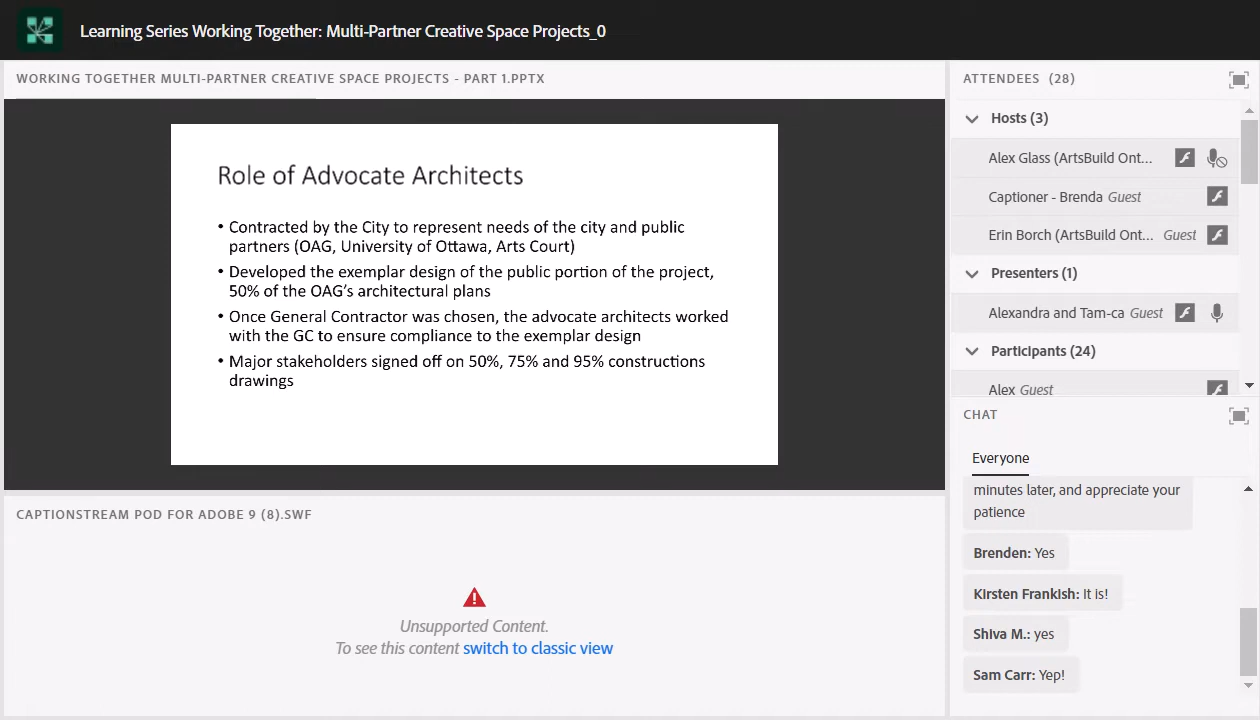 Learning Series Working Together: Multi-Partner Creative Space Projects_0
WORKING TOGETHER MULTI-PARTNER CREATIVE SPACE PROJECTS - PART 1.PPTX
Role of Advocate Architects
• Contracted by the City to represent needs of the city and public
partners (OAG, University of Ottawa, Arts Court)
• Developed the exemplar design of the public portion of the project,
50% of the OAG’s architectural plans
• Once General Contractor was chosen, the advocate architects worked
with the GC to ensure compliance to the exemplar design
• Major stakeholders signed off on 50%, 75% and 95% constructions
drawings
CAPTIONSTREAM POD FOR ADOBE 9 (8).SWF
Unsupported Content.
To see this content switch to classic view
ATTENDEES (28)
Hosts (3)
Alex Glass (ArtsBuild Ont...
Captioner - Brenda Guest
Erin Borch (ArtsBuild Ont... Guest
Presenters (1)
Alexandra and Tam-ca Guest
Participants (24)
Alex Guest
CHAT
Everyone
minutes later, and appreciate your
patience
Brenden: Yes
Kirsten Frankish: It is!
Shiva M.: yes
Sam Carr: Yep!